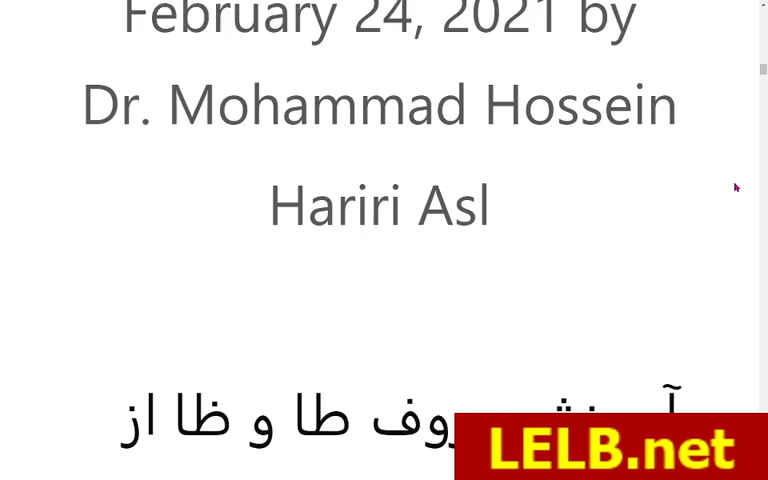 February 24, 2021 by
Dr. Mohammad Hossein
Hariri Asl
طا و ظا از
LELB.net